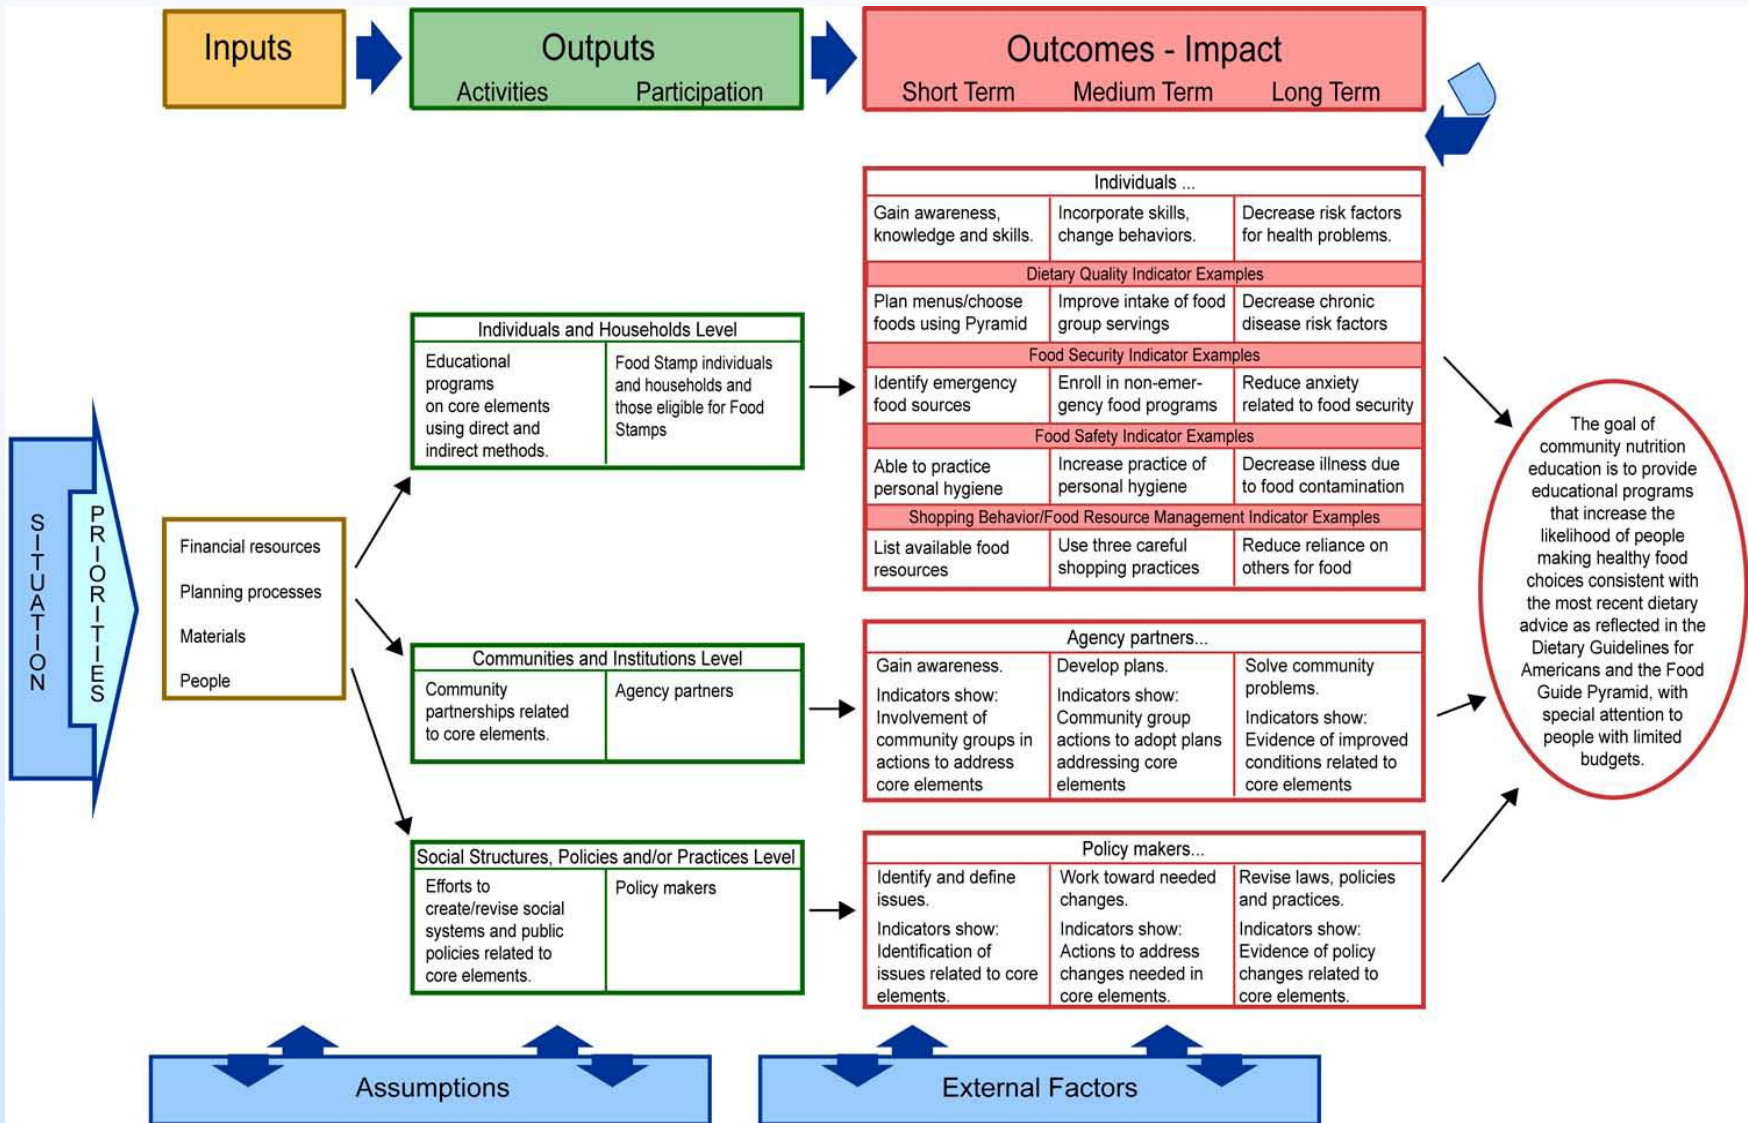 Inputs
Outputs
Activities Participation
Outcomes - Impact
Short Term Medium Term Long Term
SITUATION
PRIORITIES
Financial resources
Planning processes
Materials
People
Individuals and Households Level
Educational
programs
on core elements
using direct and
indirect methods.
Food Stamp individuals
and households and
those eligible for Food
Stamps
Communities and Institutions Level
Community
partnerships related
to core elements.
Agency partners
Social Structures, Policies and/or Practices Level
Efforts to
create/revise social
systems and public
policies related to
core elements.
Policy makers
Individuals ...
Gain awareness,
knowledge and skills.
Incorporate skills,
change behaviors.
Decrease risk factors
for health problems.
Dietary Quality Indicator Examples
Plan menus/choose
foods using Pyramid
Improve intake of food
group servings
Decrease chronic
disease risk factors
Food Security Indicator Examples
Identify emergency
food sources
Enroll in non-emer-
gency food programs
Reduce anxiety
related to food security
Food Safety Indicator Examples
Able to practice
personal hygiene
Increase practice of
personal hygiene
Decrease illness due
to food contamination
Shopping Behavior/Food Resource Management Indicator Examples
List available food
resources
Use three careful
shopping practices
Reduce reliance on
others for food
Agency partners...
Gain awareness.
Indicators show:
Involvement of
community groups in
actions to address
core elements
Develop plans.
Indicators show:
Community group
actions to adopt plans
addressing core
elements
Solve community
problems.
Indicators show:
Evidence of improved
conditions related to
core elements
Policy makers...
Identify and define
issues.
Indicators show:
Identification of
issues related to core
elements.
Work toward needed
changes.
Indicators show:
Actions to address
changes needed in
core elements.
Revise laws, policies
and practices.
Indicators show:
Evidence of policy
changes related to
core elements.
The goal of
community nutrition
education is to provide
educational programs
that increase the
likelihood of people
making healthy food
choices consistent with
the most recent dietary
advice as reflected in the
Dietary Guidelines for
Americans and the Food
Guide Pyramid, with
special attention to
people with limited
budgets.
Assumptions
External Factors